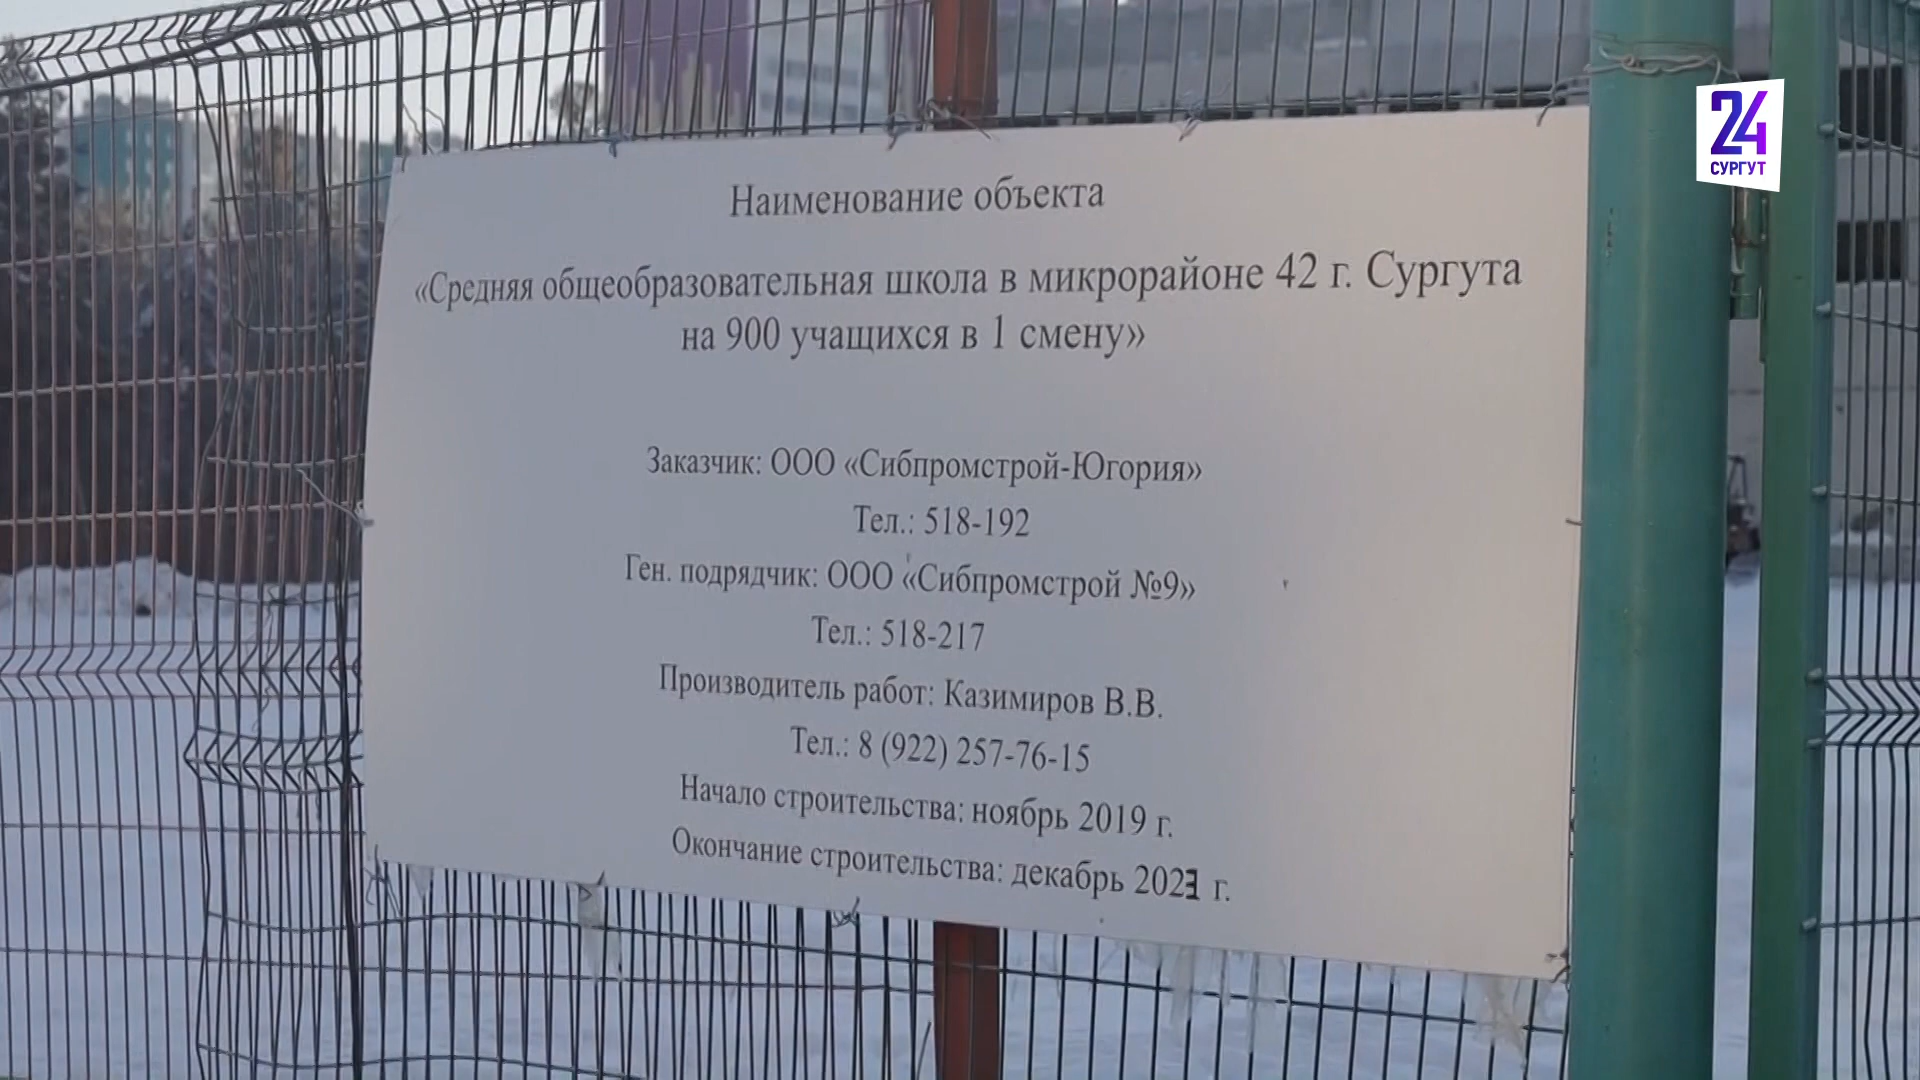 24
СУРГУТ
Наименование объекта
«Средняя общеобразовательная школа в микрорайоне 42 г. Сургута
на 900 учащихся в 1 смену»
Заказчик: ООО «Сибпромстрой-Югория»
Тел.: 518-192
Ген. подрядчик: ООО «Сибпромстрой №9»
Тел.: 518-217
Производитель работ: Казимиров В.В.
Тел.: 8 (922) 257-76-15
Начало строительства: ноябрь 2019 г.
Окончание строительства: декабрь 2023 г.